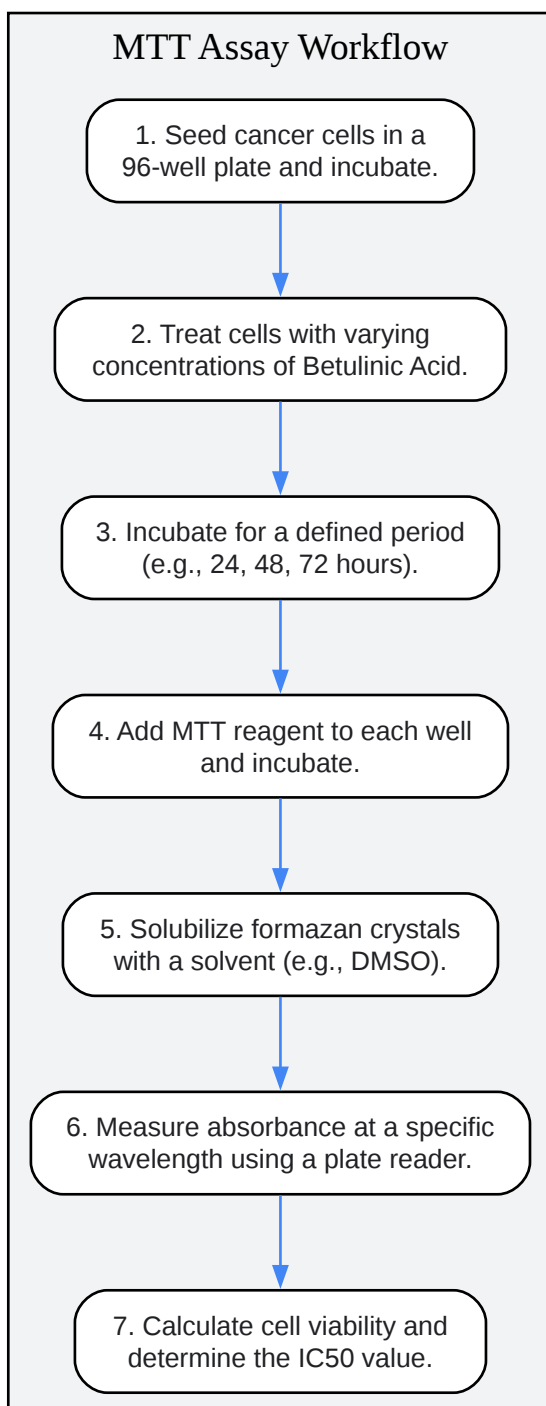 MTT Assay Workflow
1. Seed cancer cells in a
96-well plate and incubate.
2. Treat cells with varying
concentrations of Betulinic Acid.
3. Incubate for a defined period
(e.g., 24, 48, 72 hours).
4. Add MTT reagent to each well
and incubate.
5. Solubilize formazan crystals
with a solvent (e.g., DMSO).
6. Measure absorbance at a specific
wavelength using a plate reader.
7. Calculate cell viability and
determine the IC50 value.